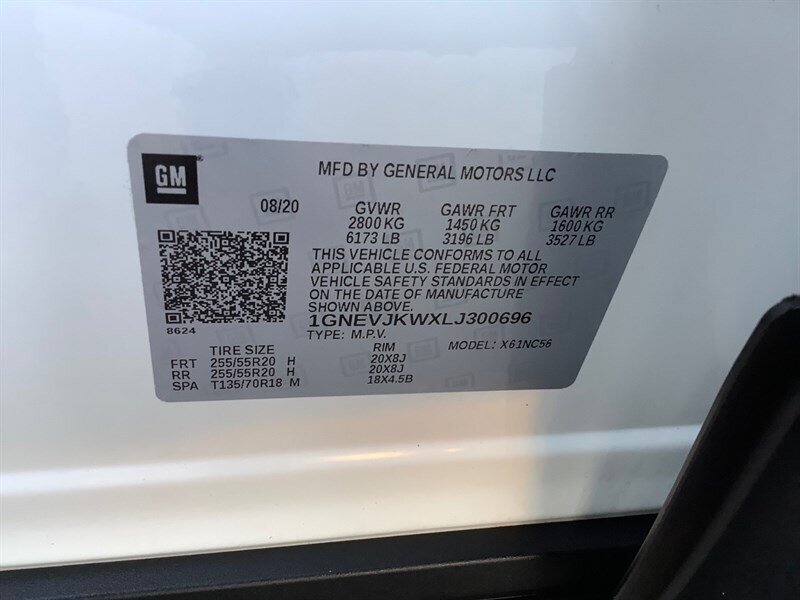 GM
MFD BY GENERAL MOTORS LLC
08/20 GVWR GAWR FRT GAWR RR
2800 KG 1450 KG 1600 KG
6173 LB 3196 LB 3527 LB
THIS VEHICLE CONFORMS TO ALL
APPLICABLE U.S. FEDERAL MOTOR
VEHICLE SAFETY STANDARDS IN EFFECT
ON THE DATE OF MANUFACTURE
SHOWN ABOVE.
8624
1GNEVJKWXLJ300696
TYPE: M.P.V. MODEL: X61NC56
TIRE SIZE RIM
FRT 255/55R20 H 20X8J
RR 255/55R20 H 20X8J
SPA T135/70R18 M 18X4.5B